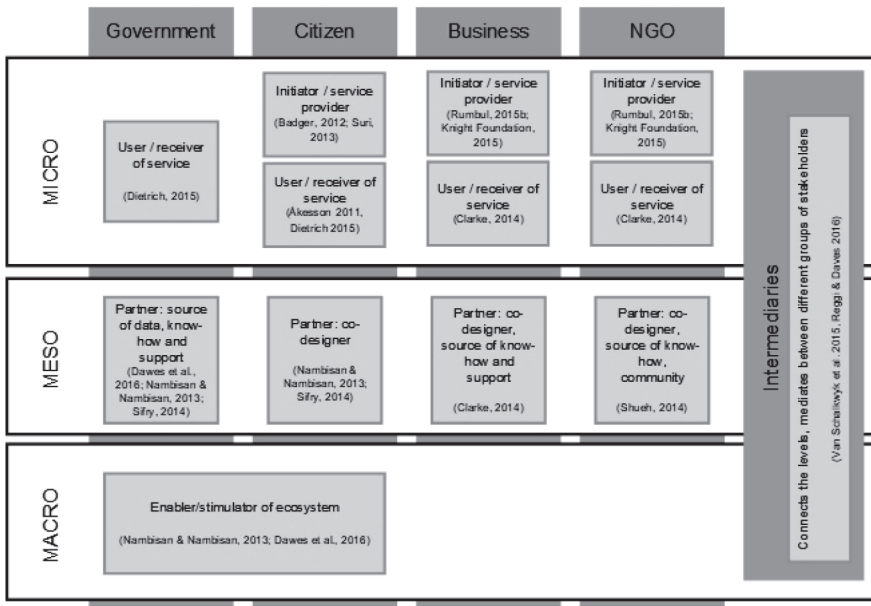 Government
Citizen
Business
NGO
MICRO
User / receiver
of service
(Dietrich, 2015)
Initiator / service
provider
(Badger, 2012; Suri,
2013)
User / receiver of
service
(Åkesson 2011,
Dietrich 2015)
Initiator / service
provider
(Rumbul, 2015b;
Knight Foundation,
2015)
User / receiver of
service
(Clarke, 2014)
Initiator / service
provider
(Rumbul, 2015b;
Knight Foundation,
2015)
User / receiver of
service
(Clarke, 2014)
MESO
Partner: source
of data, know-
how and
support
(Dawes et al.,
2016; Nambisan &
Nambisan, 2013;
Sifry, 2014)
Partner: co-
designer
(Nambisan &
Nambisan, 2013;
Sifry, 2014)
Partner: co-
designer,
source of know-
how and
support
(Clarke, 2014)
Partner: co-
designer,
source of know-
how,
community
(Shueh, 2014)
MACRO
Enabler/stimulator of ecosystem
(Nambisan & Nambisan, 2013; Dawes et al., 2016)
Intermediaries
Connects the levels, mediates between different groups of stakeholders
(Van Schalkwyk et al. 2015, Reggi & Dawes 2016)